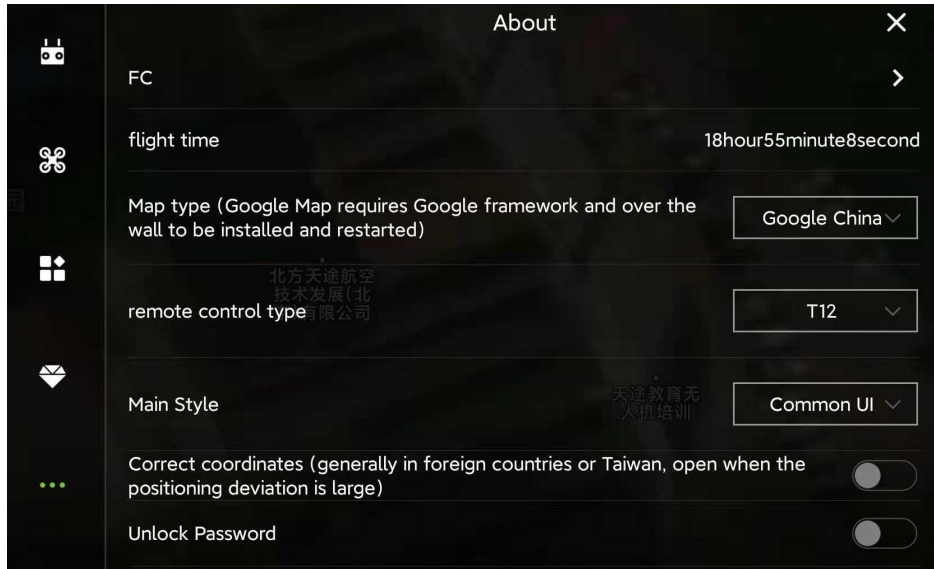 About
FC
flight time
18hour55minute8second
Map type (Google Map requires Google framework and over the
wall to be installed and restarted)
Google China
北方天途航空
技术发展(北
remote control type
有限公司
T12
天途教育无
人机培训
Main Style
Common UI
Correct coordinates (generally in foreign countries or Taiwan, open when the
positioning deviation is large)
Unlock Password
园